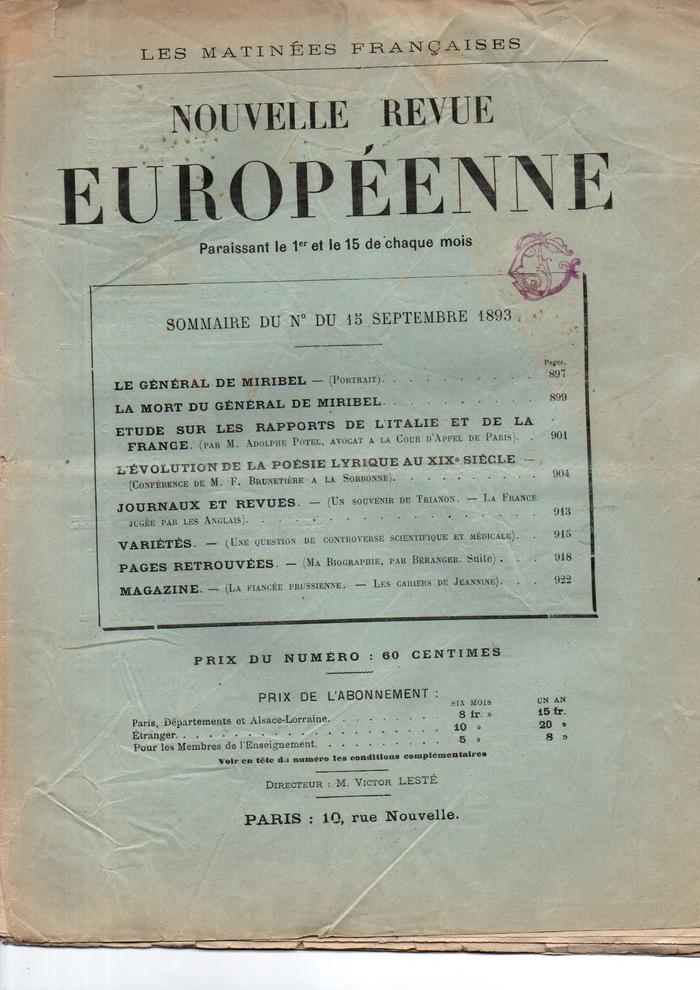 LES MATINÉES FRANÇAISES
NOUVELLE REVUE
EUROPÉENNE
Paraissant le 1er et le 15 de chaque mois
SOMMAIRE DU N° DU 15 SEPTEMBRE 1893
Pages.
LE GÉNÉRAL DE MIRIBEL — (Portrait). . . . . . . . . . 897
LA MORT DU GÉNÉRAL DE MIRIBEL. . . . . . . . . . 899
ETUDE SUR LES RAPPORTS DE L'ITALIE ET DE LA
FRANCE. (par M. Adolphe Potel, avocat a la Cour d'Appel de Paris). . 901
L'ÉVOLUTION DE LA POÉSIE LYRIQUE AU XIXe SIÈCLE —
(Conférence de M. F. Brunetière a la Sorbonne). . . . . . . . 904
JOURNAUX ET REVUES. — (Un souvenir de Trianon. — La France
jugée par les Anglais). . . . . . . . . . . . . 913
VARIÉTÉS. — (Une question de controverse scientifique et médicale). . . 915
PAGES RETROUVÉES. — (Ma Biographie, par Béranger. Suite) . . . 918
MAGAZINE. — (La fiancée prussienne. — Les cahiers de Jeannine). . . . 922
PRIX DU NUMÉRO : 60 CENTIMES
PRIX DE L'ABONNEMENT :
SIX MOIS UN AN
Paris, Départements et Alsace-Lorraine. . . . . . . . . 8 fr. » 15 fr.
Étranger. . . . . . . . . . . . . . . . 10 » 20 »
Pour les Membres de l'Enseignement. . . . . . . . . . 5 » 8 »
Voir en tête du numéro les conditions complémentaires
Directeur : M. Victor LESTÉ
PARIS : 10, rue Nouvelle.